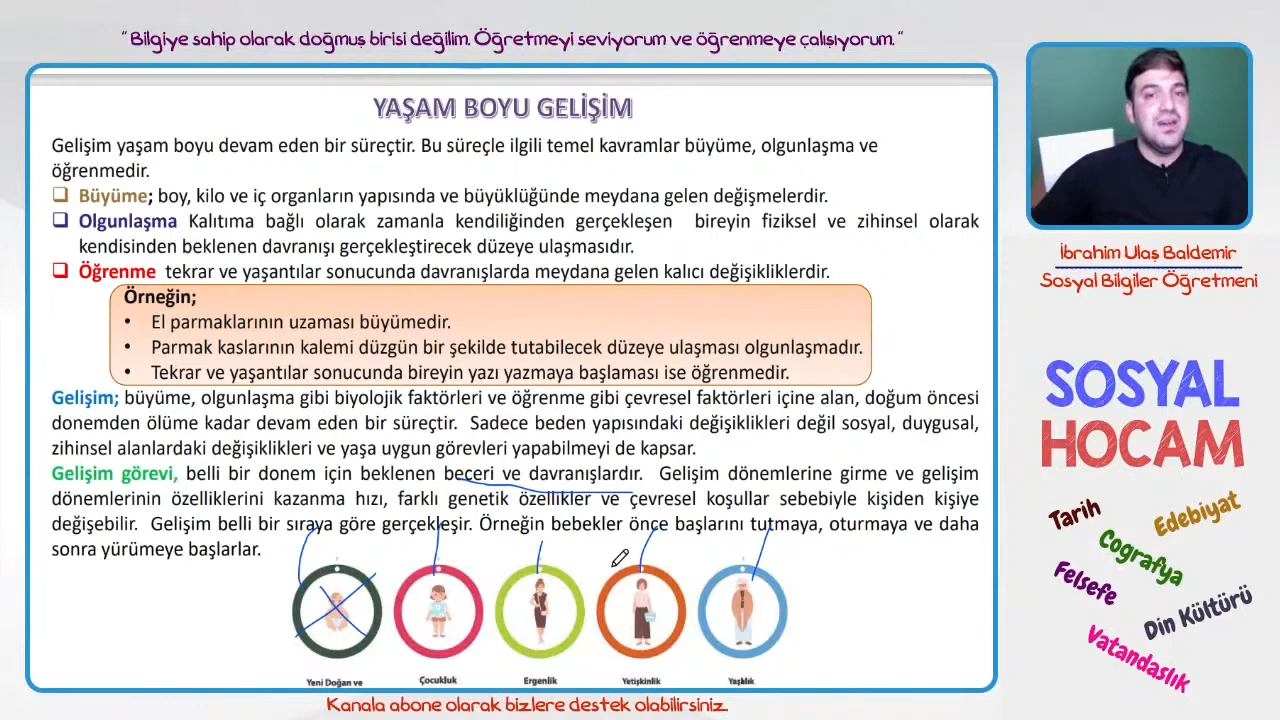 “ Bilgiye sahip olarak doğmuş birisi değilim. Öğretmeyi seviyorum ve öğrenmeye çalışıyorum. “
YAŞAM BOYU GELİŞİM
Gelişim yaşam boyu devam eden bir süreçtir. Bu süreçle ilgili temel kavramlar büyüme, olgunlaşma ve
öğrenmedir.
Büyüme; boy, kilo ve iç organların yapısında ve büyüklüğünde meydana gelen değişmelerdir.
Olgunlaşma Kalıtıma bağlı olarak zamanla kendiliğinden gerçekleşen bireyin fiziksel ve zihinsel olarak
kendisinden beklenen davranışı gerçekleştirecek düzeye ulaşmasıdır.
Öğrenme tekrar ve yaşantılar sonucunda davranışlarda meydana gelen kalıcı değişikliklerdir.
Örneğin;
• El parmaklarının uzaması büyümedir.
• Parmak kaslarının kalemi düzgün bir şekilde tutabilecek düzeye ulaşması olgunlaşmadır.
• Tekrar ve yaşantılar sonucunda bireyin yazı yazmaya başlaması ise öğrenmedir.
Gelişim; büyüme, olgunlaşma gibi biyolojik faktörleri ve öğrenme gibi çevresel faktörleri içine alan, doğum öncesi
donemden ölüme kadar devam eden bir süreçtir. Sadece beden yapısındaki değişiklikleri değil sosyal, duygusal,
zihinsel alanlardaki değişiklikleri ve yaşa uygun görevleri yapabilmeyi de kapsar.
Gelişim görevi, belli bir donem için beklenen beceri ve davranışlardır. Gelişim dönemlerine girme ve gelişim
dönemlerinin özelliklerini kazanma hızı, farklı genetik özellikler ve çevresel koşullar sebebiyle kişiden kişiye
değişebilir. Gelişim belli bir sıraya göre gerçekleşir. Örneğin bebekler önce başlarını tutmaya, oturmaya ve daha
sonra yürümeye başlarlar.
Yeni Doğan ve
Çocukluk
Ergenlik
Yetişkinlik
Yaşlılık
Kanala abone olarak bizlere destek olabilirsiniz.
İbrahim Ulaş Baldemir
Sosyal Bilgiler Öğretmeni
SOSYAL
HOCAM
Tarih
Edebiyat
Coğrafya
Felsefe
Din Kültürü
Vatandaşlık